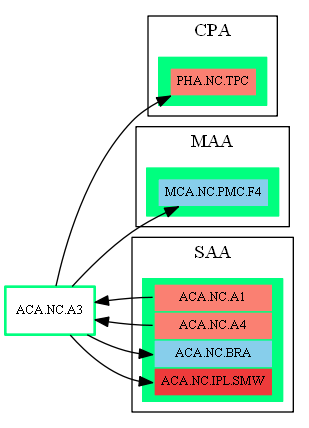 CPA
PHA.NC.TPC
MAA
MCA.NC.PMC.F4
SAA
ACA.NC.A1
ACA.NC.A3
ACA.NC.A4
ACA.NC.BRA
ACA.NC.IPL.SMW